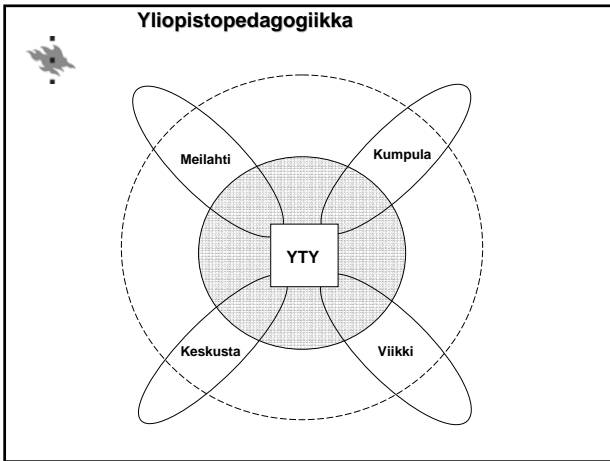 Yliopistopedagogiikka
Meilahti
Kumpula
YTY
Keskusta
Viikki